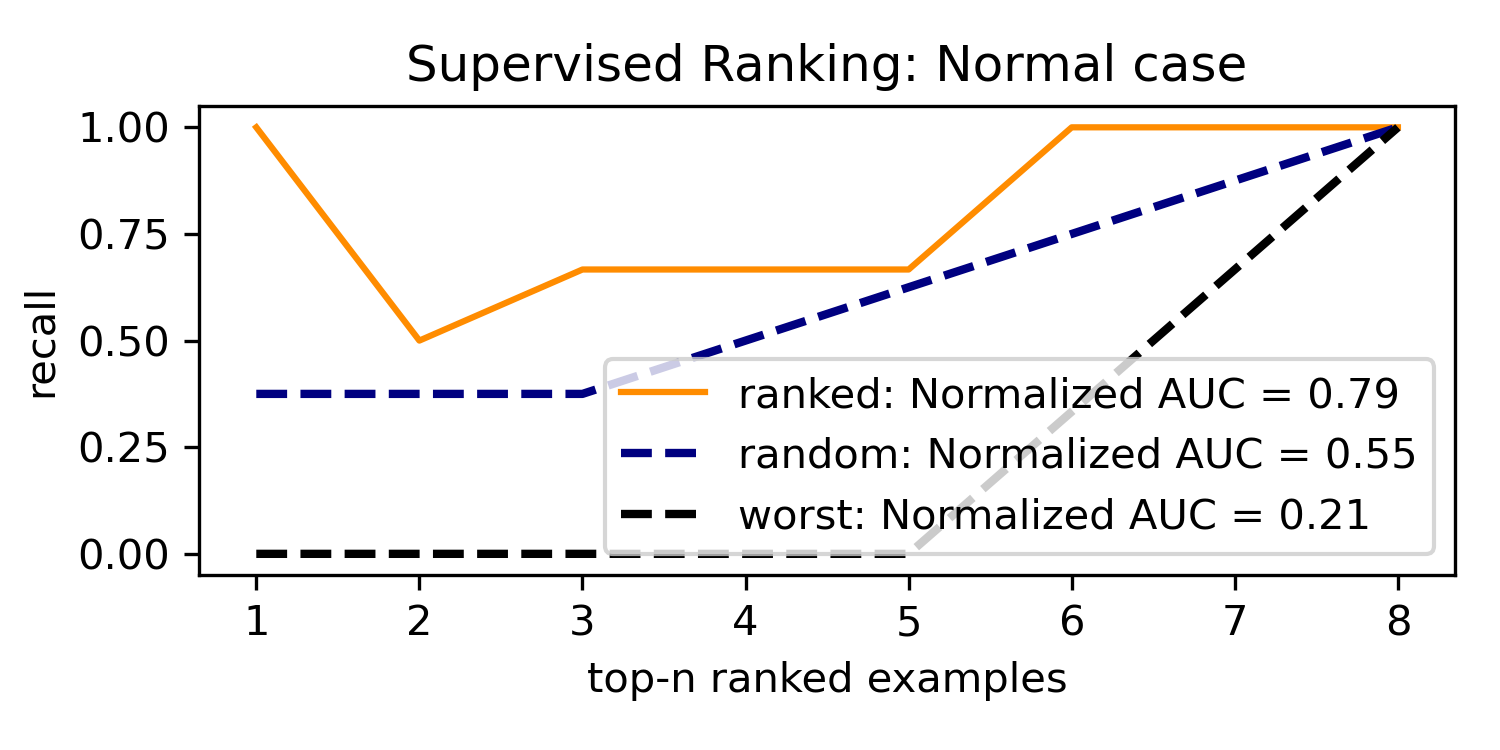 Supervised Ranking: Normal case
1.00
0.75
0.50
0.25
0.00
recall
ranked: Normalized AUC = 0.79
random: Normalized AUC = 0.55
worst: Normalized AUC = 0.21
1 2 3 4 5 6 7 8
top-n ranked examples